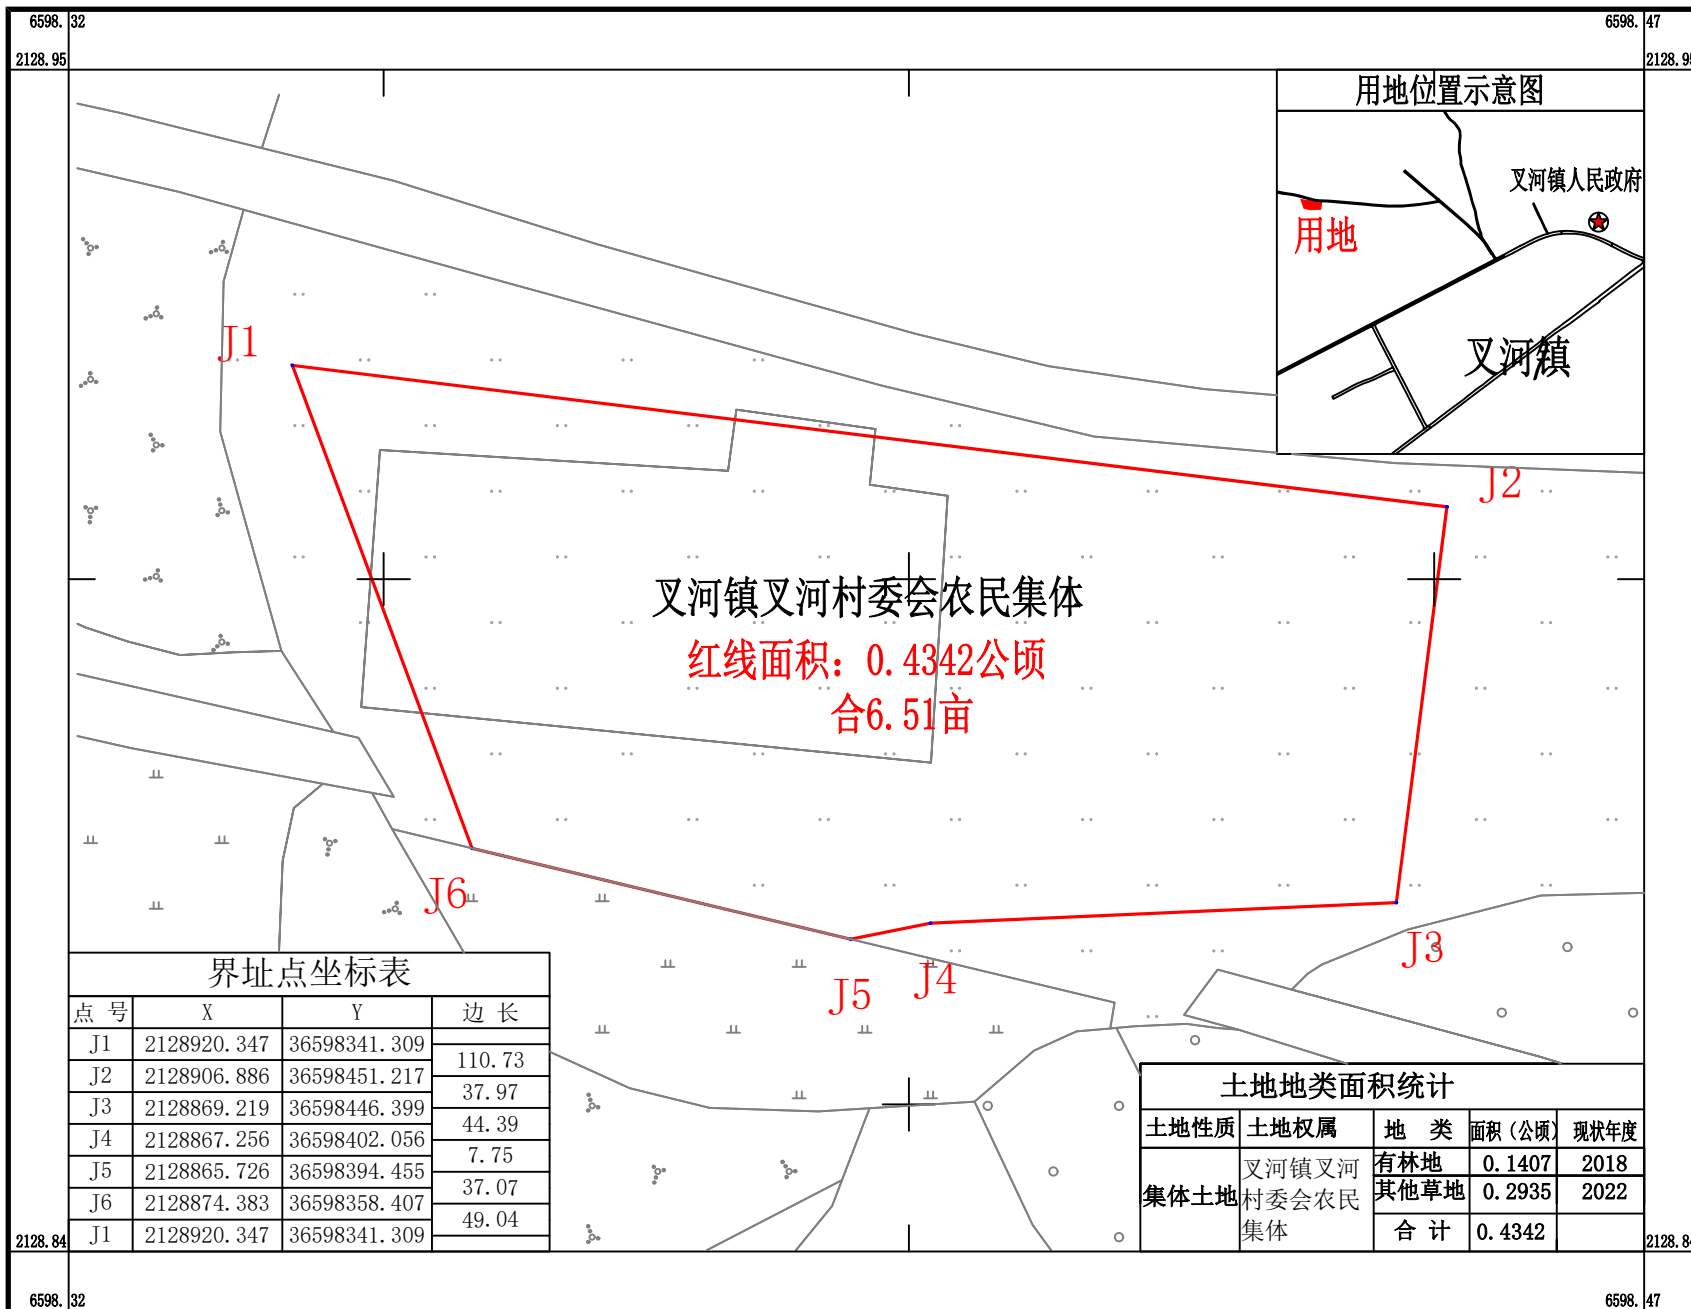 6598. 32
6598. 47
2128.95
2128.95
用地位置示意图
叉河镇人民政府
用地
叉河镇
J1
J2
叉河镇叉河村委会农民集体
红线面积：0.4342公顷
合6.51亩
J6
J3
J4
J5
界址点坐标表
点 号 X Y 边 长
J1 2128920.347 36598341.309
110.73
J2 2128906.886 36598451.217
37.97
J3 2128869.219 36598446.399
44.39
J4 2128867.256 36598402.056
7.75
J5 2128865.726 36598394.455
37.07
J6 2128874.383 36598358.407
49.04
J1 2128920.347 36598341.309
土地地类面积统计
土地性质 土地权属 地 类 面积（公顷） 现状年度
集体土地 叉河镇叉河村委会农民集体 有林地 0.1407 2018
其他草地 0.2935 2022
合 计 0.4342
2128.84
2128.84
6598. 32
6598. 47